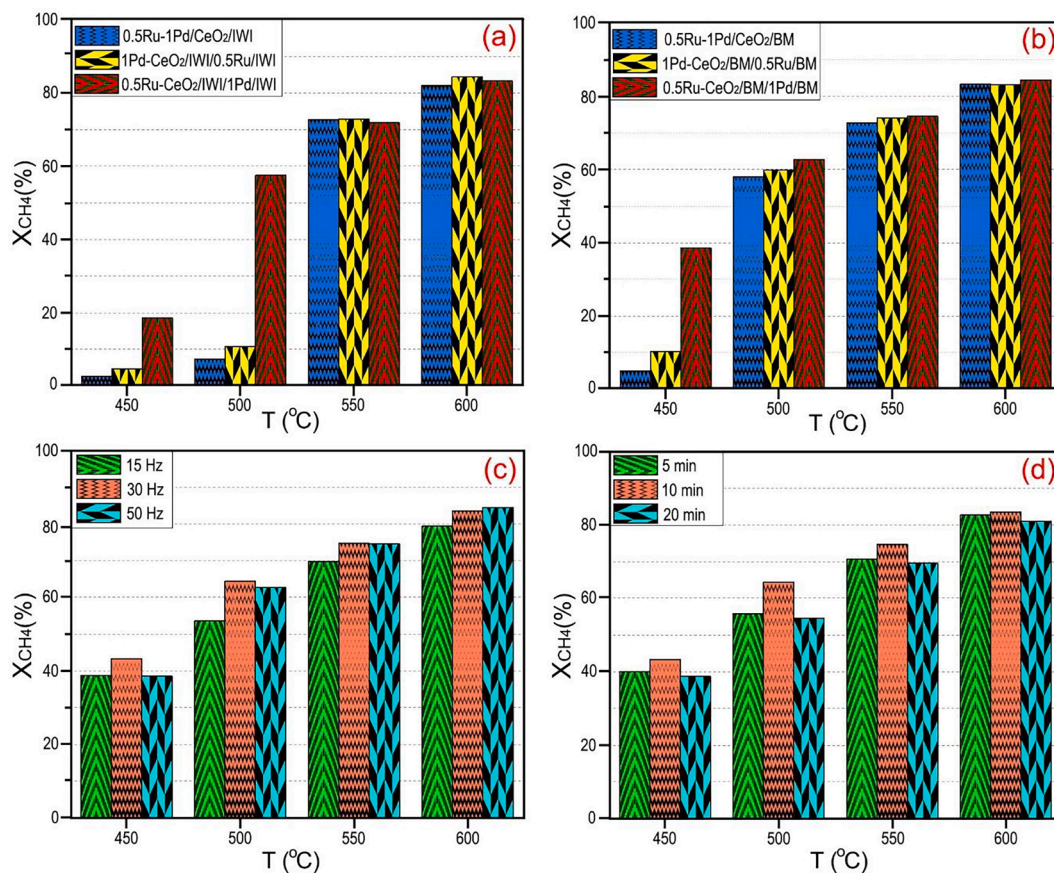 (a)
0.5Ru-1Pd/CeO₂/IWI
1Pd-CeO₂/IWI/0.5Ru/IWI
0.5Ru-CeO₂/IWI/1Pd/IWI
100
80
60
40
20
0
X_CH4(%)
450 500 550 600
T (°C)
(b)
0.5Ru-1Pd/CeO₂/BM
1Pd-CeO₂/BM/0.5Ru/BM
0.5Ru-CeO₂/BM/1Pd/BM
100
80
60
40
20
0
X_CH4(%)
450 500 550 600
T (°C)
(c)
15 Hz
30 Hz
50 Hz
100
80
60
40
20
0
X_CH4(%)
450 500 550 600
T (°C)
(d)
5 min
10 min
20 min
100
80
60
40
20
0
X_CH4(%)
450 500 550 600
T (°C)